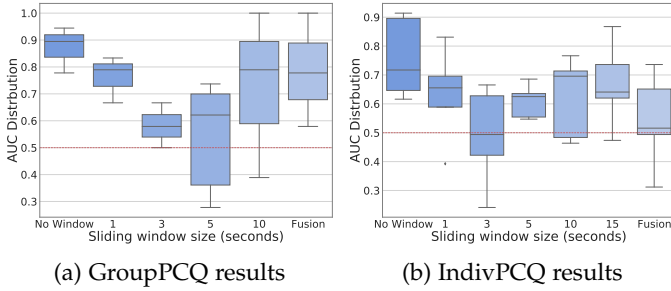 1.0
0.9
0.8
0.7
0.6
0.5
0.4
0.3
AUC Distrbution
No Window 1 3 5 10 Fusion
Sliding window size (seconds)
(a) GroupPCQ results
0.9
0.8
0.7
0.6
0.5
0.4
0.3
AUC Distrbution
No Window 1 3 5 10 15 Fusion
Sliding window size (seconds)
(b) IndivPCQ results